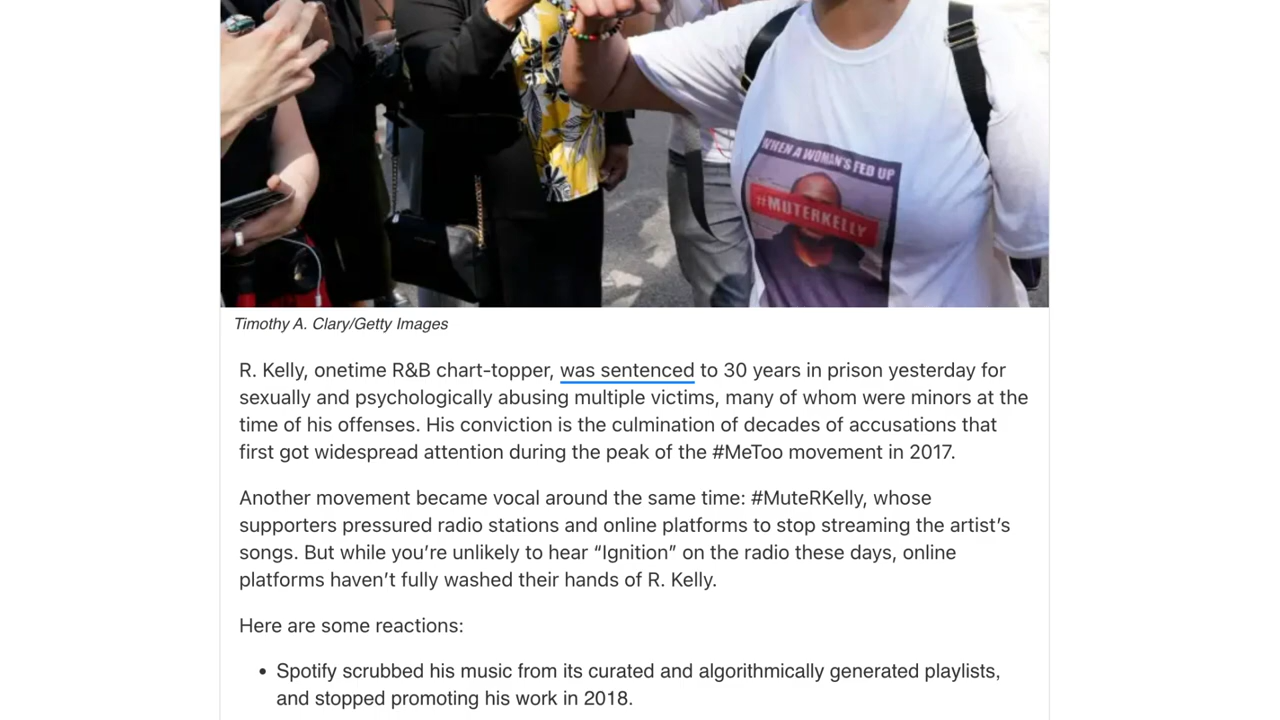 WHEN A WOMAN'S FED UP
#MUTERKELLY
Timothy A. Clary/Getty Images
R. Kelly, onetime R&B chart-topper, was sentenced to 30 years in prison yesterday for
sexually and psychologically abusing multiple victims, many of whom were minors at the
time of his offenses. His conviction is the culmination of decades of accusations that
first got widespread attention during the peak of the #MeToo movement in 2017.
Another movement became vocal around the same time: #MuteRKelly, whose
supporters pressured radio stations and online platforms to stop streaming the artist’s
songs. But while you’re unlikely to hear “Ignition” on the radio these days, online
platforms haven’t fully washed their hands of R. Kelly.
Here are some reactions:
• Spotify scrubbed his music from its curated and algorithmically generated playlists,
and stopped promoting his work in 2018.